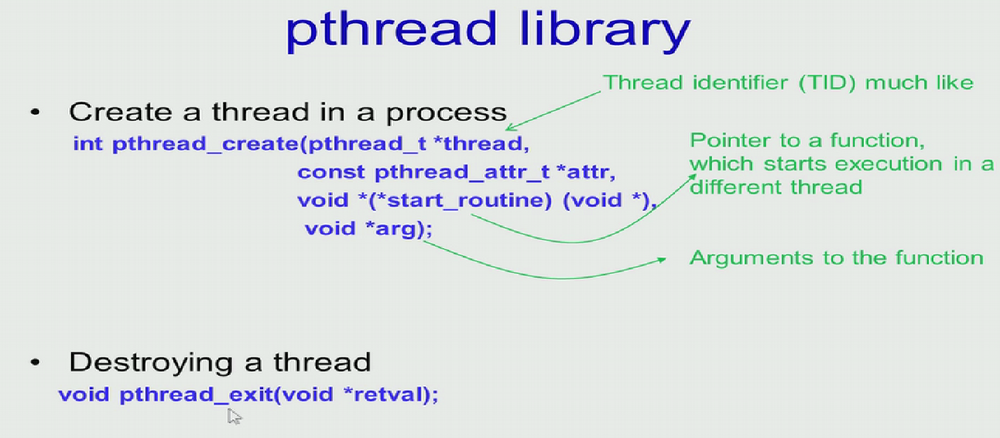 pthread library
Thread identifier (TID) much like
• Create a thread in a process
int pthread_create(pthread_t *thread,
const pthread_attr_t *attr,
void *(*start_routine) (void *),
void *arg);
Pointer to a function,
which starts execution in a
different thread
Arguments to the function
• Destroying a thread
void pthread_exit(void *retval);